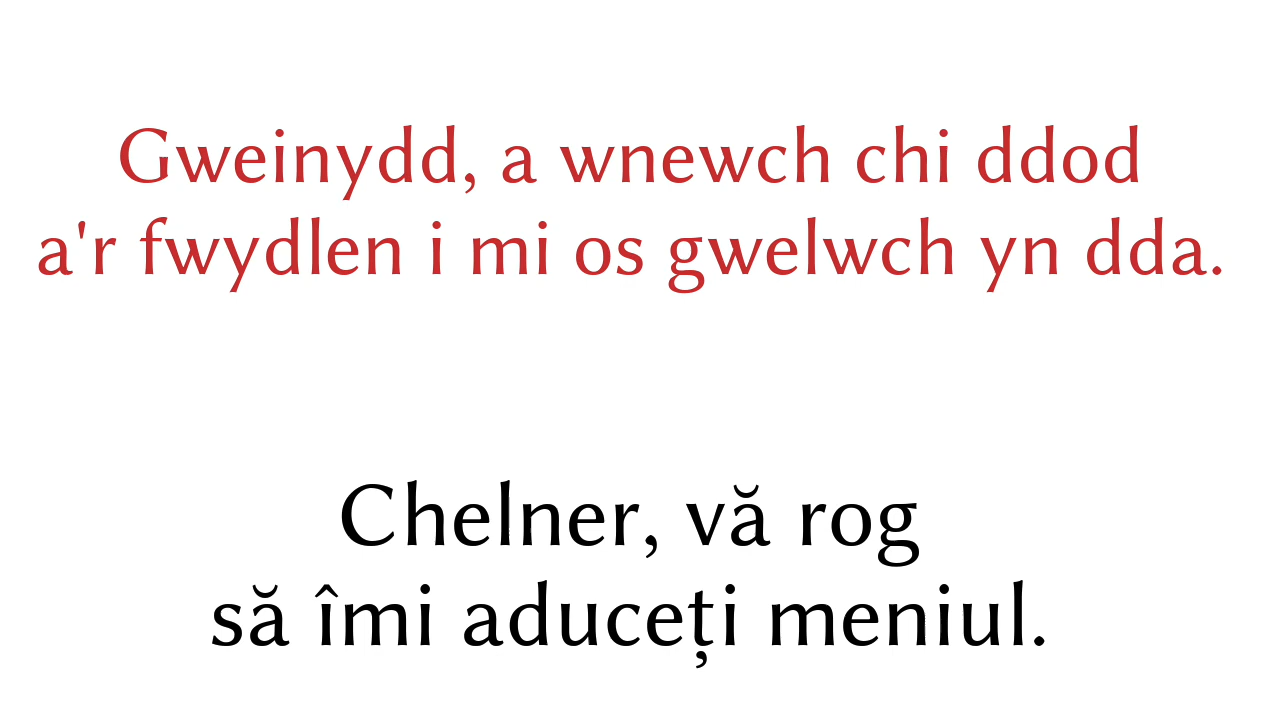 Gweinydd, a wnewch chi ddod
a'r fwydlen i mi os gwelwch yn dda.
Chelner, vă rog
să îmi aduceți meniul.